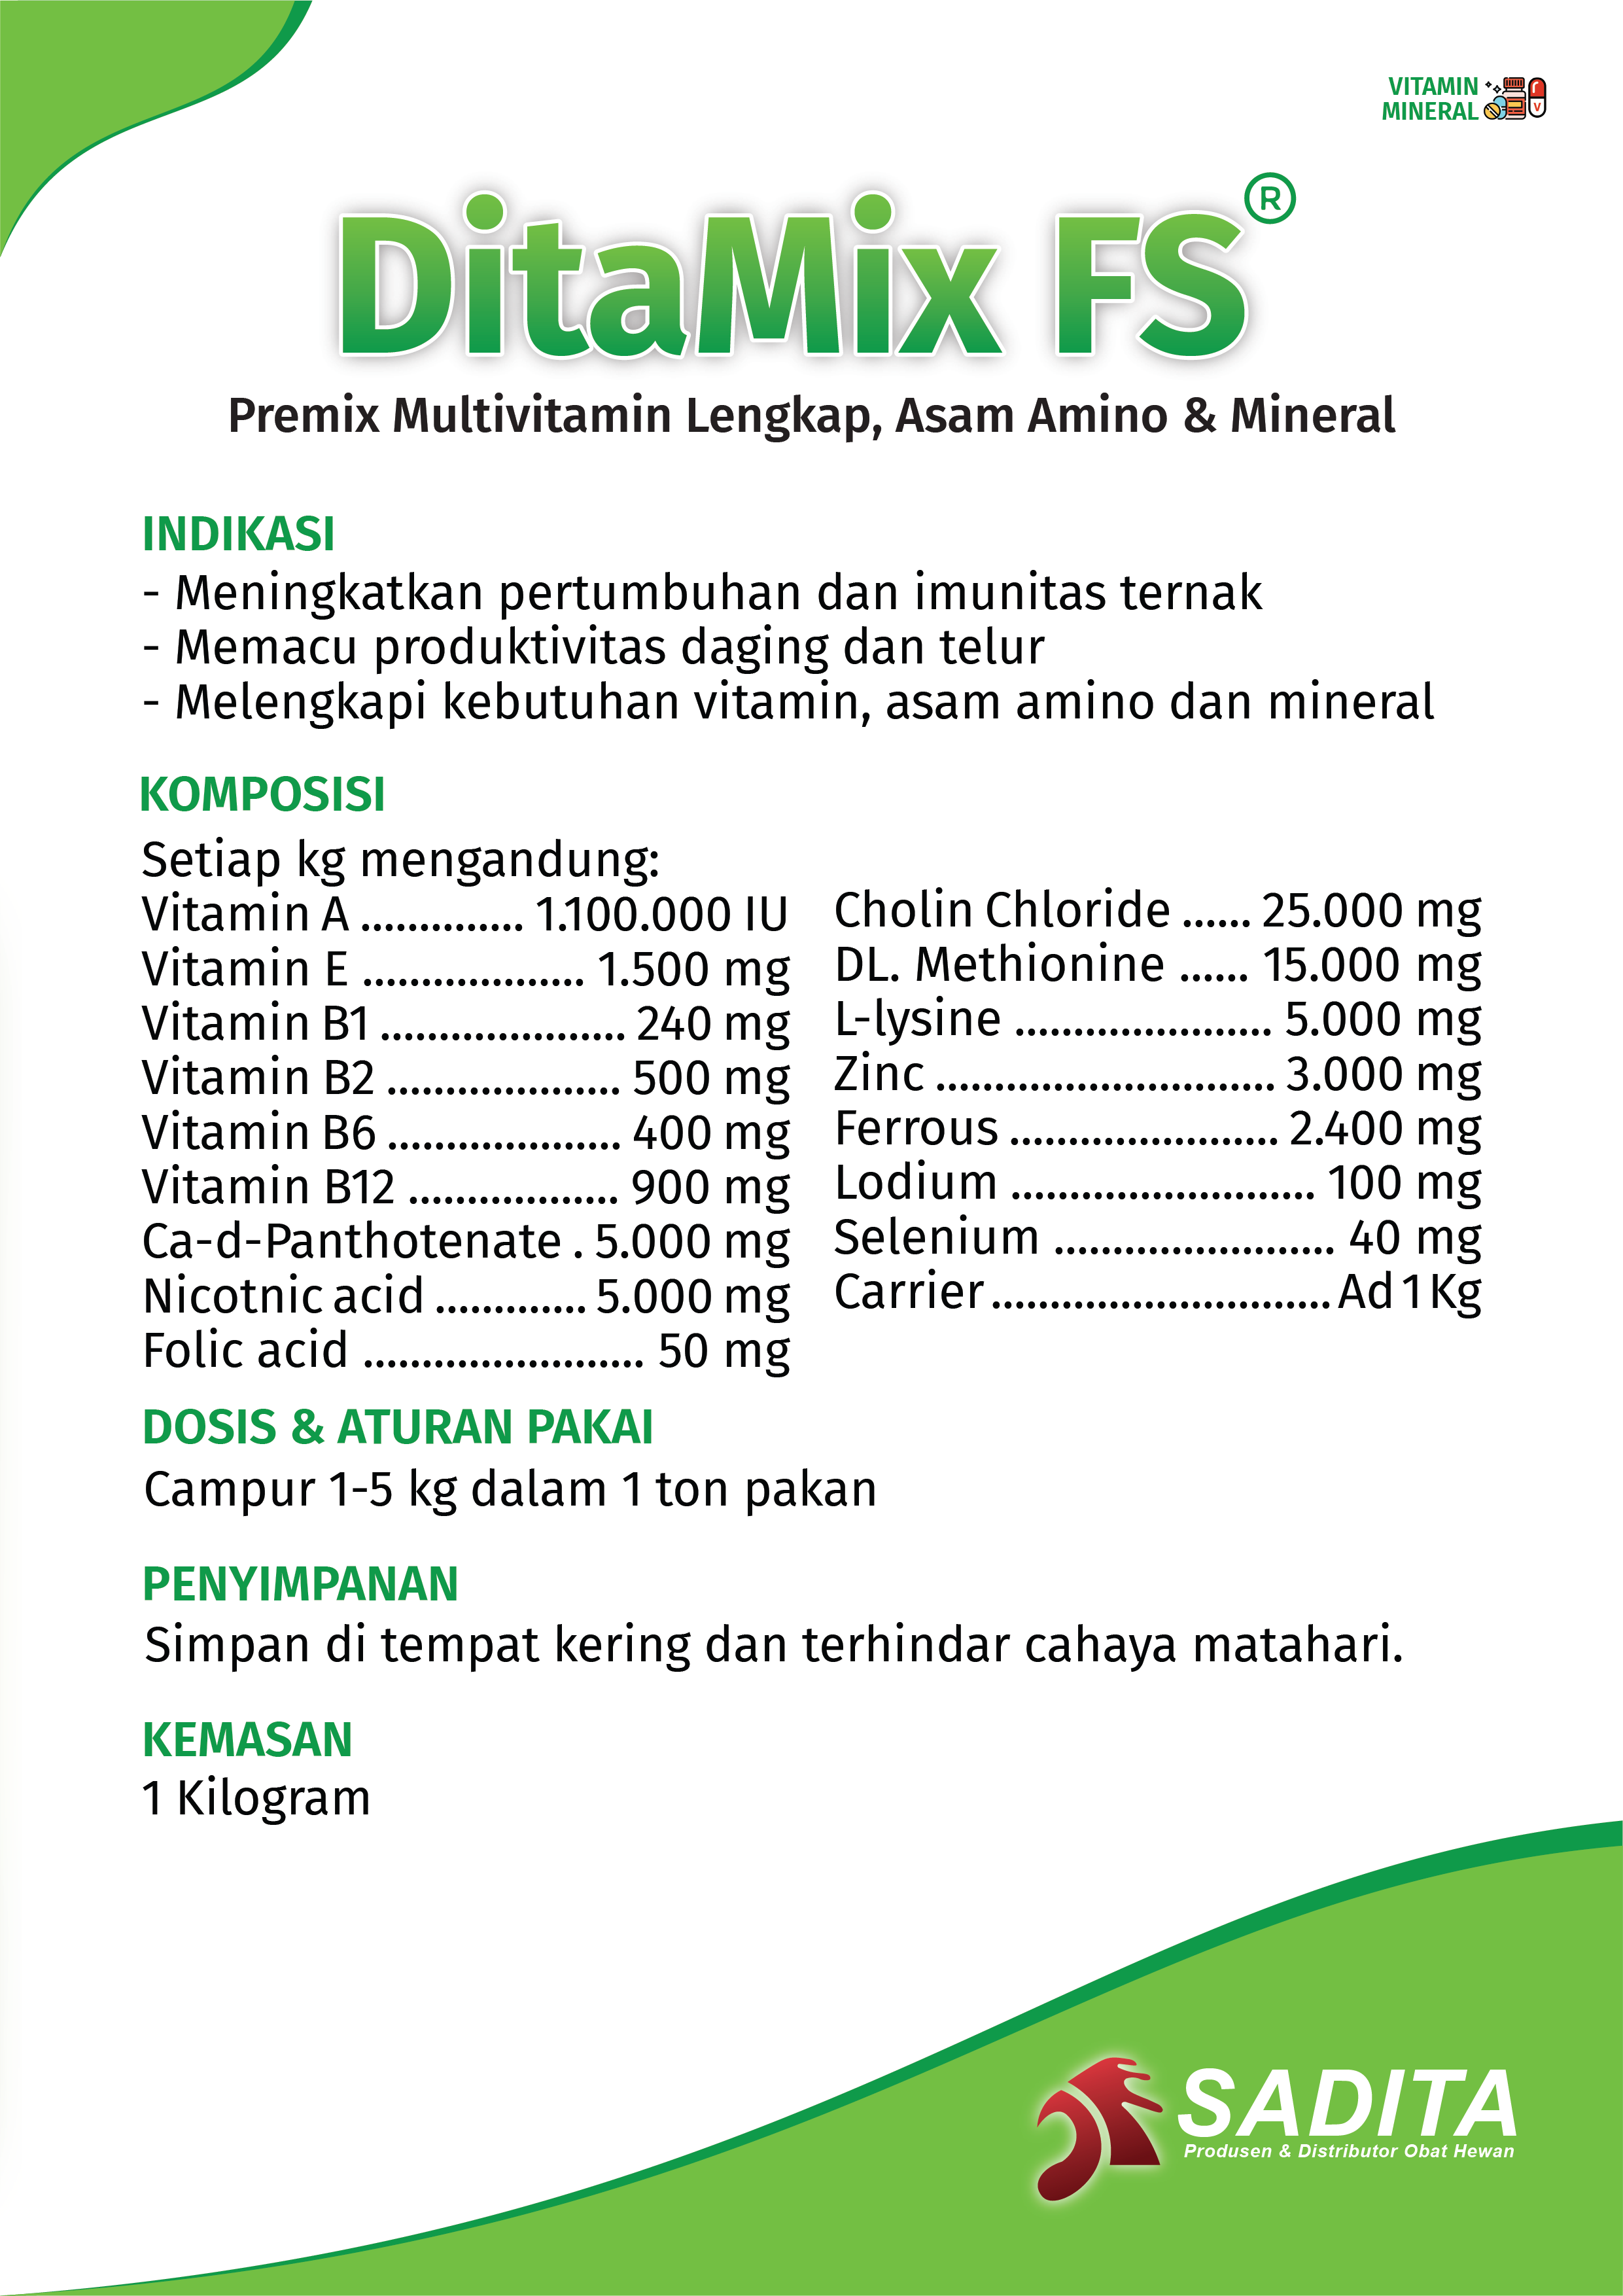 VITAMIN
MINERAL
V
DitaMix FS®
Premix Multivitamin Lengkap, Asam Amino & Mineral
INDIKASI
- Meningkatkan pertumbuhan dan imunitas ternak
- Memacu produktivitas daging dan telur
- Melengkapi kebutuhan vitamin, asam amino dan mineral
KOMPOSISI
Setiap kg mengandung:
Vitamin A .............. 1.100.000 IU
Vitamin E ................... 1.500 mg
Vitamin B1 ..................... 240 mg
Vitamin B2 .................... 500 mg
Vitamin B6 .................... 400 mg
Vitamin B12 .................. 900 mg
Ca-d-Panthotenate . 5.000 mg
Nicotnic acid ............. 5.000 mg
Folic acid ........................ 50 mg
Cholin Chloride ...... 25.000 mg
DL. Methionine ...... 15.000 mg
L-lysine ...................... 5.000 mg
Zinc ............................. 3.000 mg
Ferrous ....................... 2.400 mg
Lodium .......................... 100 mg
Selenium ........................ 40 mg
Carrier ............................. Ad 1 Kg
DOSIS & ATURAN PAKAI
Campur 1-5 kg dalam 1 ton pakan
PENYIMPANAN
Simpan di tempat kering dan terhindar cahaya matahari.
KEMASAN
1 Kilogram
SADITA
Produsen & Distributor Obat Hewan